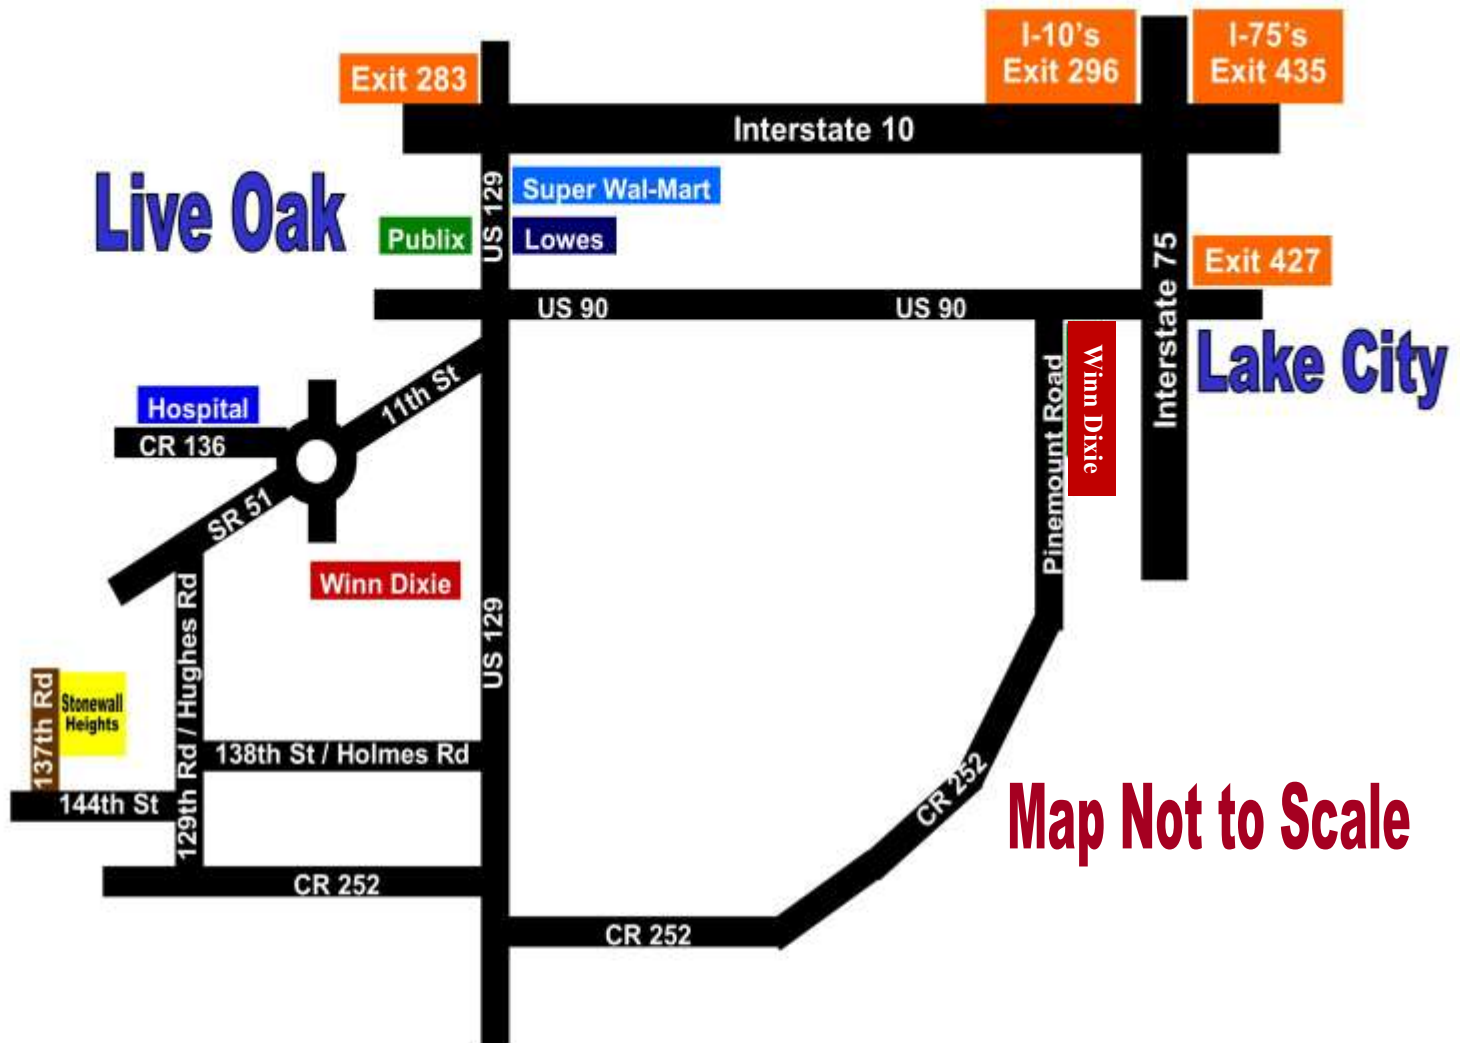 I-10's
Exit 296
I-75's
Exit 435
Exit 283
Interstate 10
Live Oak
US 129
Super Wal-Mart
Publix
Lowes
Interstate 75
Exit 427
US 90
US 90
Lake City
Winn Dixie
Pinemount Road
11th St
Hospital
CR 136
SR 51
Winn Dixie
US 129
129th Rd / Hughes Rd
137th Rd
Stonewall
Heights
138th St / Holmes Rd
144th St
CR 252
Map Not to Scale
CR 252
CR 252